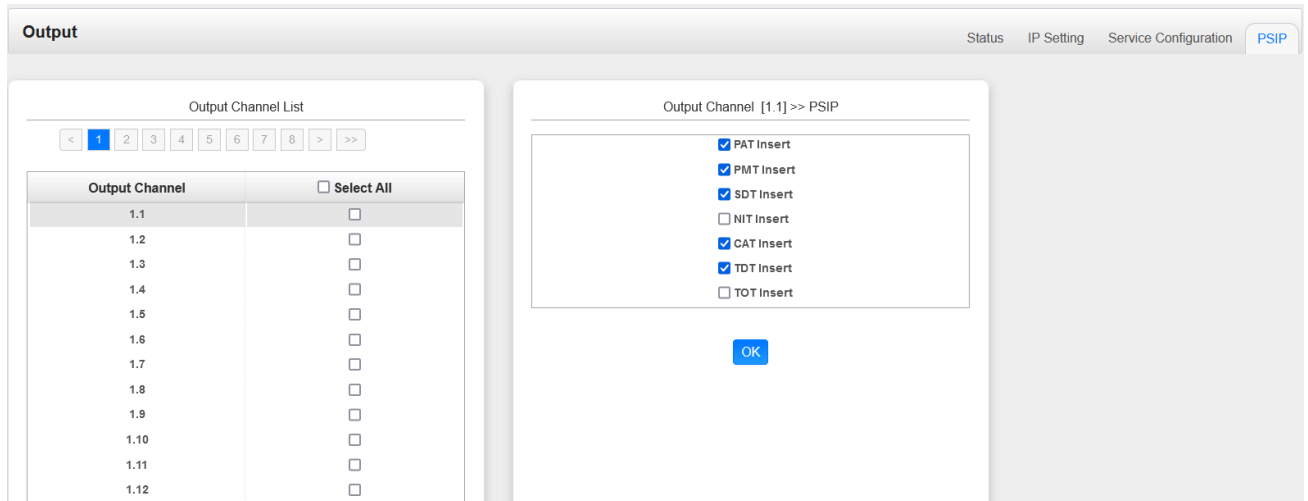 Output
Status IP Setting Service Configuration PSIP
Output Channel List
< 1 2 3 4 5 6 7 8 > >>
Output Channel Select All
1.1
1.2
1.3
1.4
1.5
1.6
1.7
1.8
1.9
1.10
1.11
1.12
Output Channel [1.1] >> PSIP
PAT Insert
PMT Insert
SDT Insert
NIT Insert
CAT Insert
TDT Insert
TOT Insert
OK